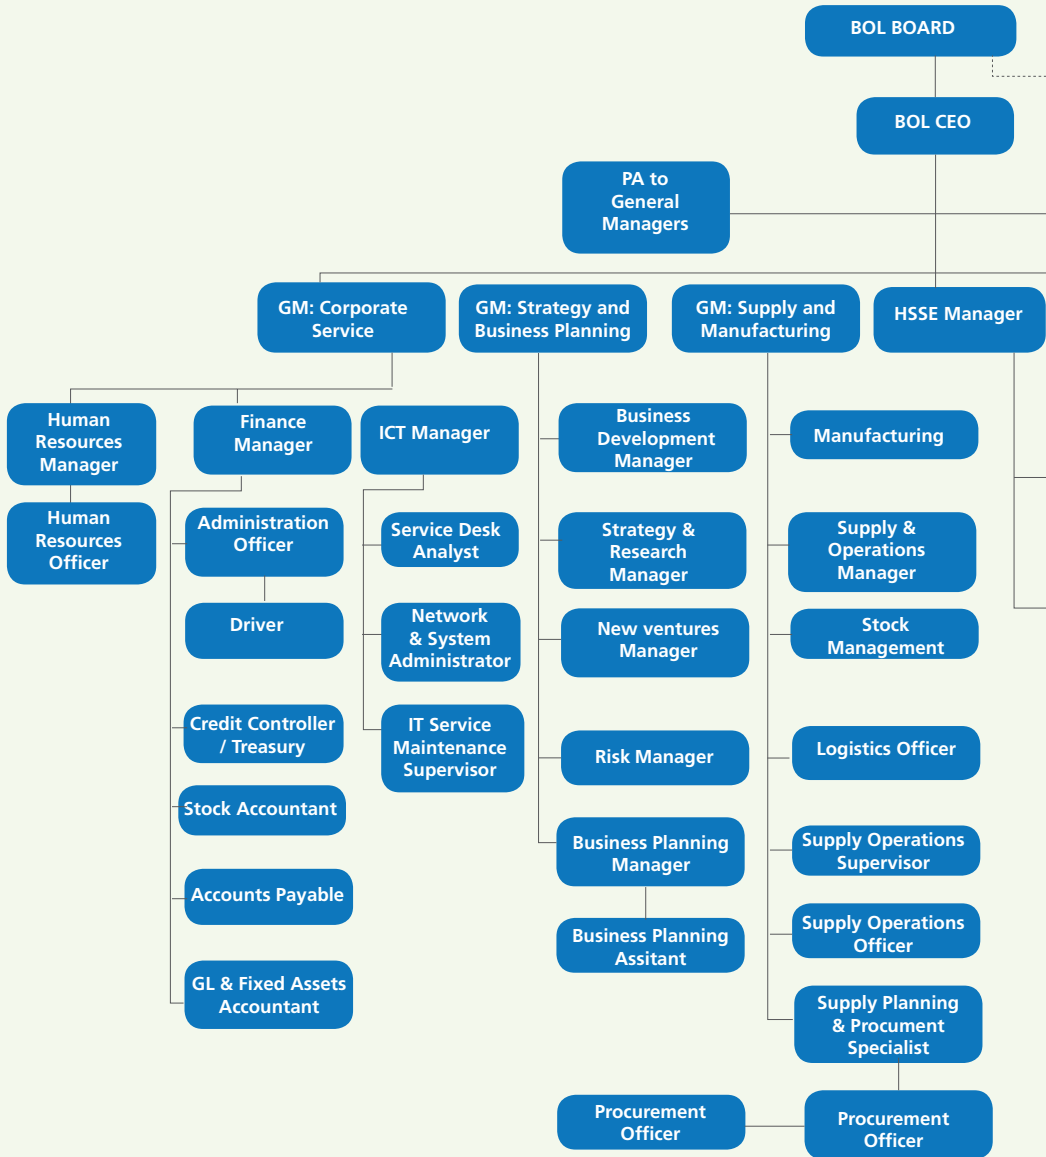 BOL BOARD
BOL CEO
PA to
General
Managers
GM: Corporate
Service
GM: Strategy and
Business Planning
GM: Supply and
Manufacturing
HSSE Manager
Human
Resources
Manager
Human
Resources
Officer
Finance
Manager
Administration
Officer
Driver
Credit Controller
/ Treasury
Stock Accountant
Accounts Payable
GL & Fixed Assets
Accountant
ICT Manager
Service Desk
Analyst
Network
& System
Administrator
IT Service
Maintenance
Supervisor
Business
Development
Manager
Strategy &
Research
Manager
New ventures
Manager
Risk Manager
Business Planning
Manager
Business Planning
Assitant
Manufacturing
Supply &
Operations
Manager
Stock
Management
Logistics Officer
Supply Operations
Supervisor
Supply Operations
Officer
Supply Planning
& Procument
Specialist
Procurement
Officer
Procurement
Officer